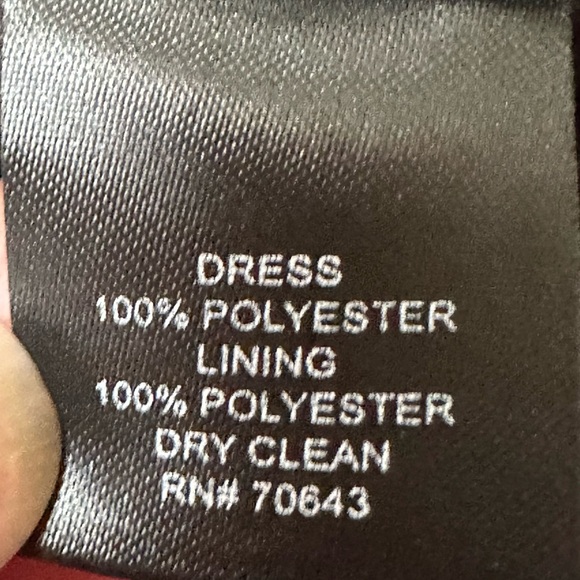 DRESS
100% POLYESTER
LINING
100% POLYESTER
DRY CLEAN
RN# 70643